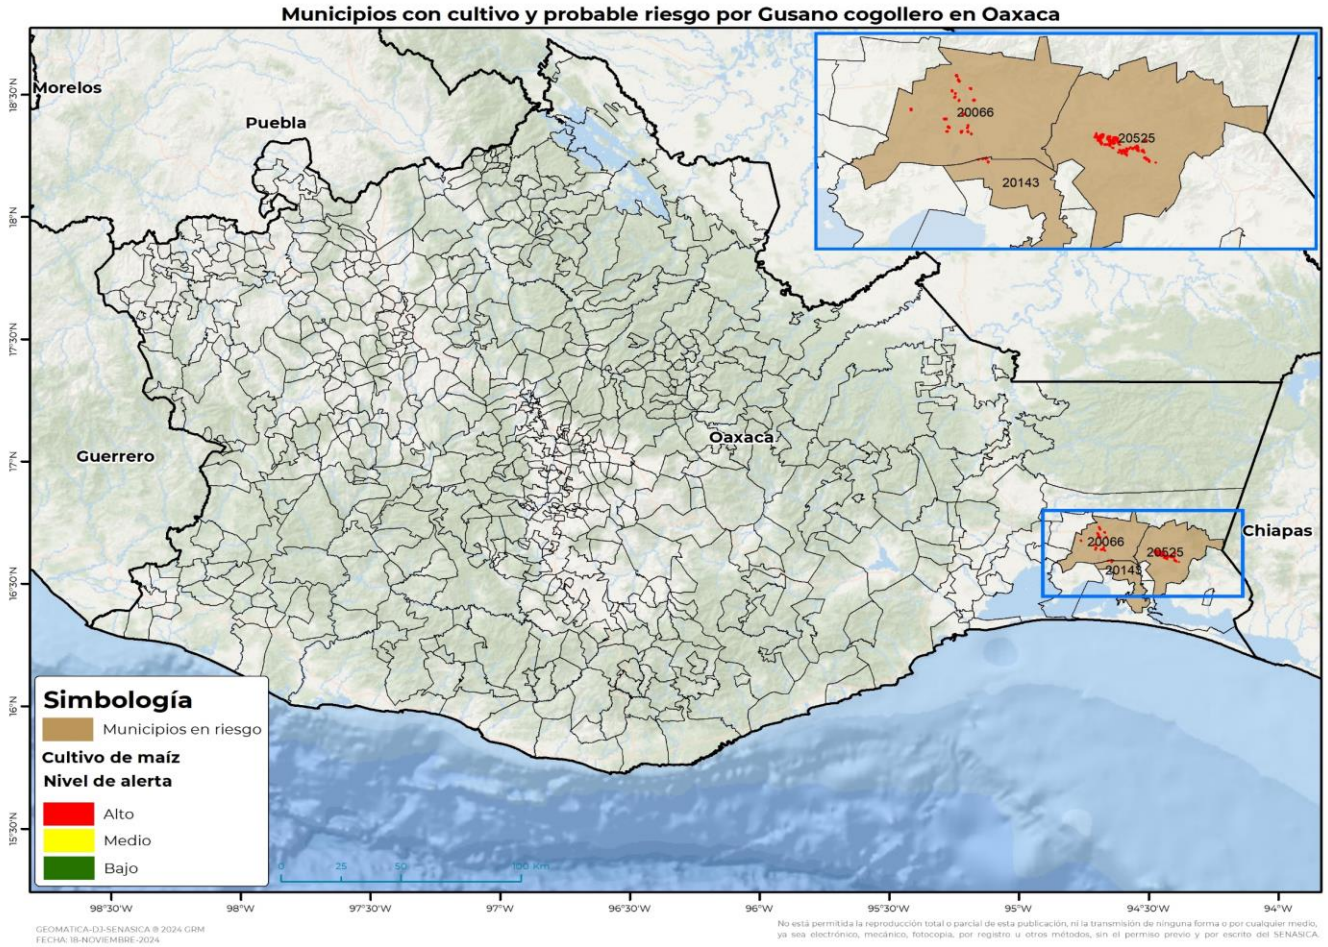 Municipios con cultivo y probable riesgo por Gusano cogollero en Oaxaca
Morelos
Puebla
Guerrero
Oaxaca
Chiapas
20066
20525
20143
20066
20525
20143
18°30'N
18°N
17°30'N
17°N
16°30'N
16°N
15°30'N
Simbología
Municipios en riesgo
Cultivo de maíz
Nivel de alerta
Alto
Medio
Bajo
0 25 50 100 Km
98°30'W 98°W 97°30'W 97°W 96°30'W 96°W 95°30'W 95°W 94°30'W 94°W
GEOMATICA-DJ-SENASICA ® 2024 GRM
FECHA: 18-NOVIEMBRE-2024
No está permitida la reproducción total o parcial de esta publicación, ni la transmisión de ninguna forma o por cualquier medio,
ya sea electrónico, mecánico, fotocopia, por registro u otros métodos, sin el permiso previo y por escrito del SENASICA.